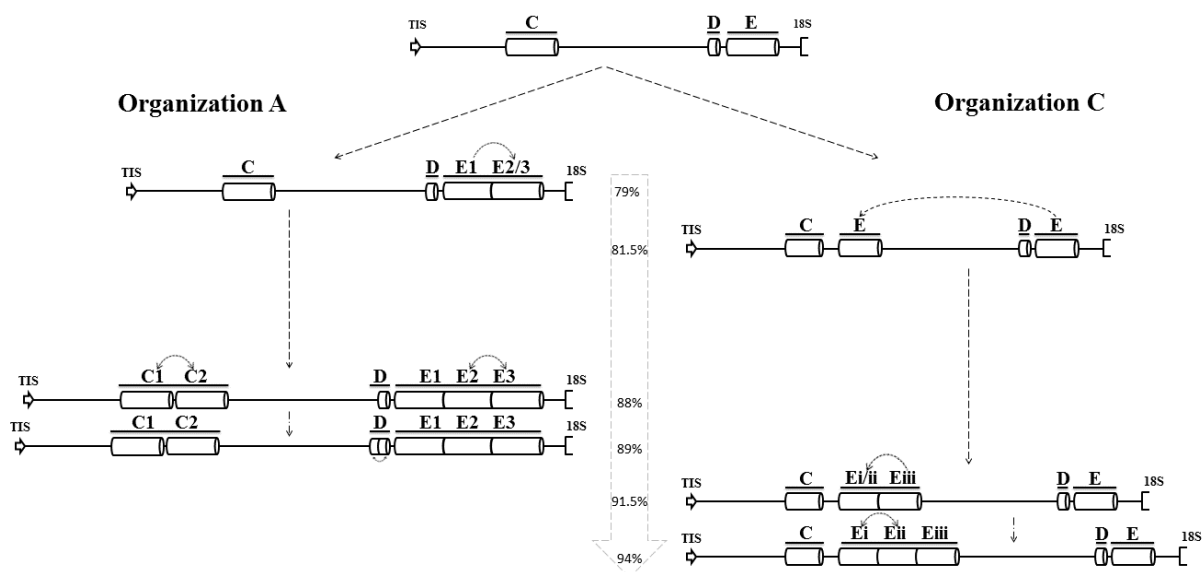 TIS C D E 18S
Organization A
Organization C
TIS C D E1 E2/3 18S
79%
TIS C E D E 18S
81.5%
TIS C1 C2 D E1 E2 E3 18S
88%
TIS C1 C2 D E1 E2 E3 18S
89%
TIS C Ei/ii Eiii D E 18S
91.5%
TIS C Ei Eii Eiii D E 18S
94%